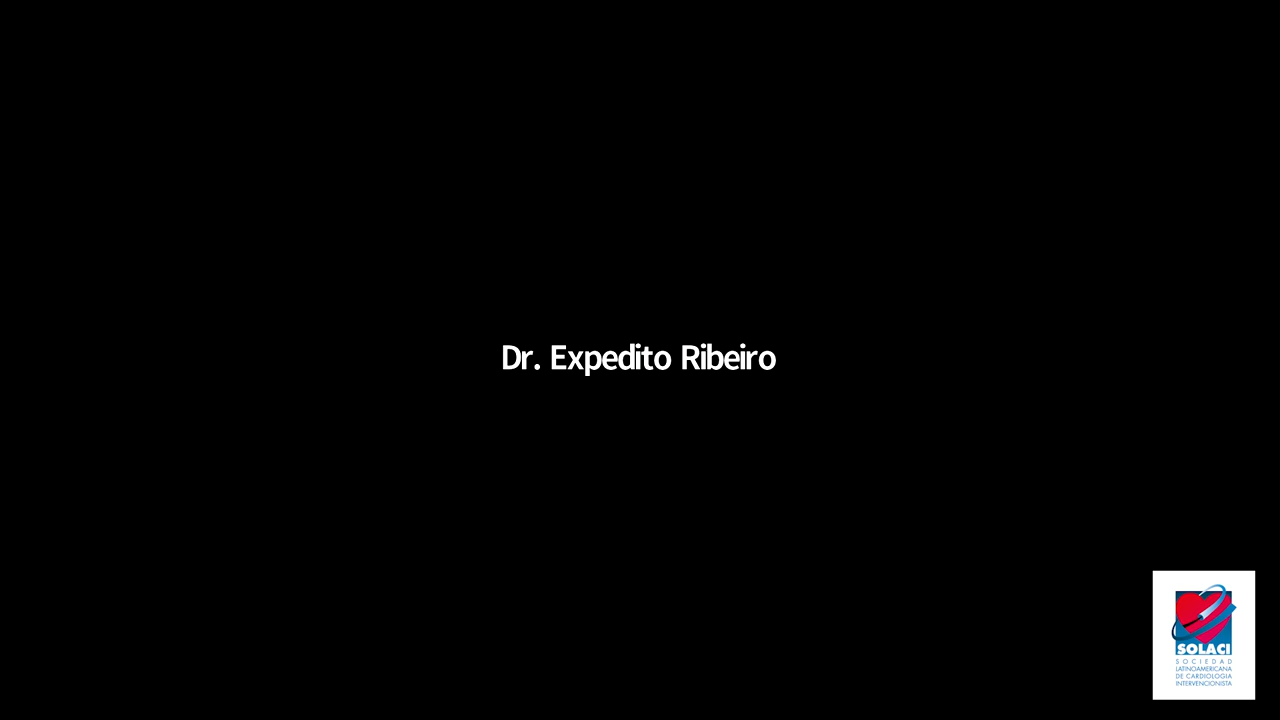 Dr. Expedito Ribeiro
SOLACI
SOCIEDAD
LATINOAMERICANA
DE CARDIOLOGIA
INTERVENCIONISTA